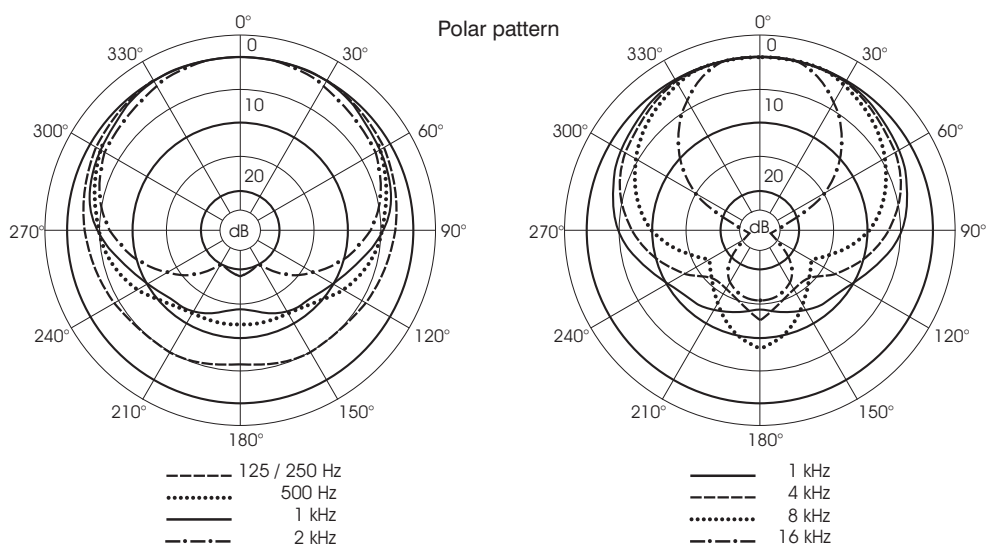 Polar pattern
0°
330° 0 30°
300° 10 60°
20
270° dB 90°
240° 120°
210° 150°
180°
125 / 250 Hz
500 Hz
1 kHz
2 kHz
0°
330° 0 30°
300° 10 60°
20
270° dB 90°
240° 120°
210° 150°
180°
1 kHz
4 kHz
8 kHz
16 kHz